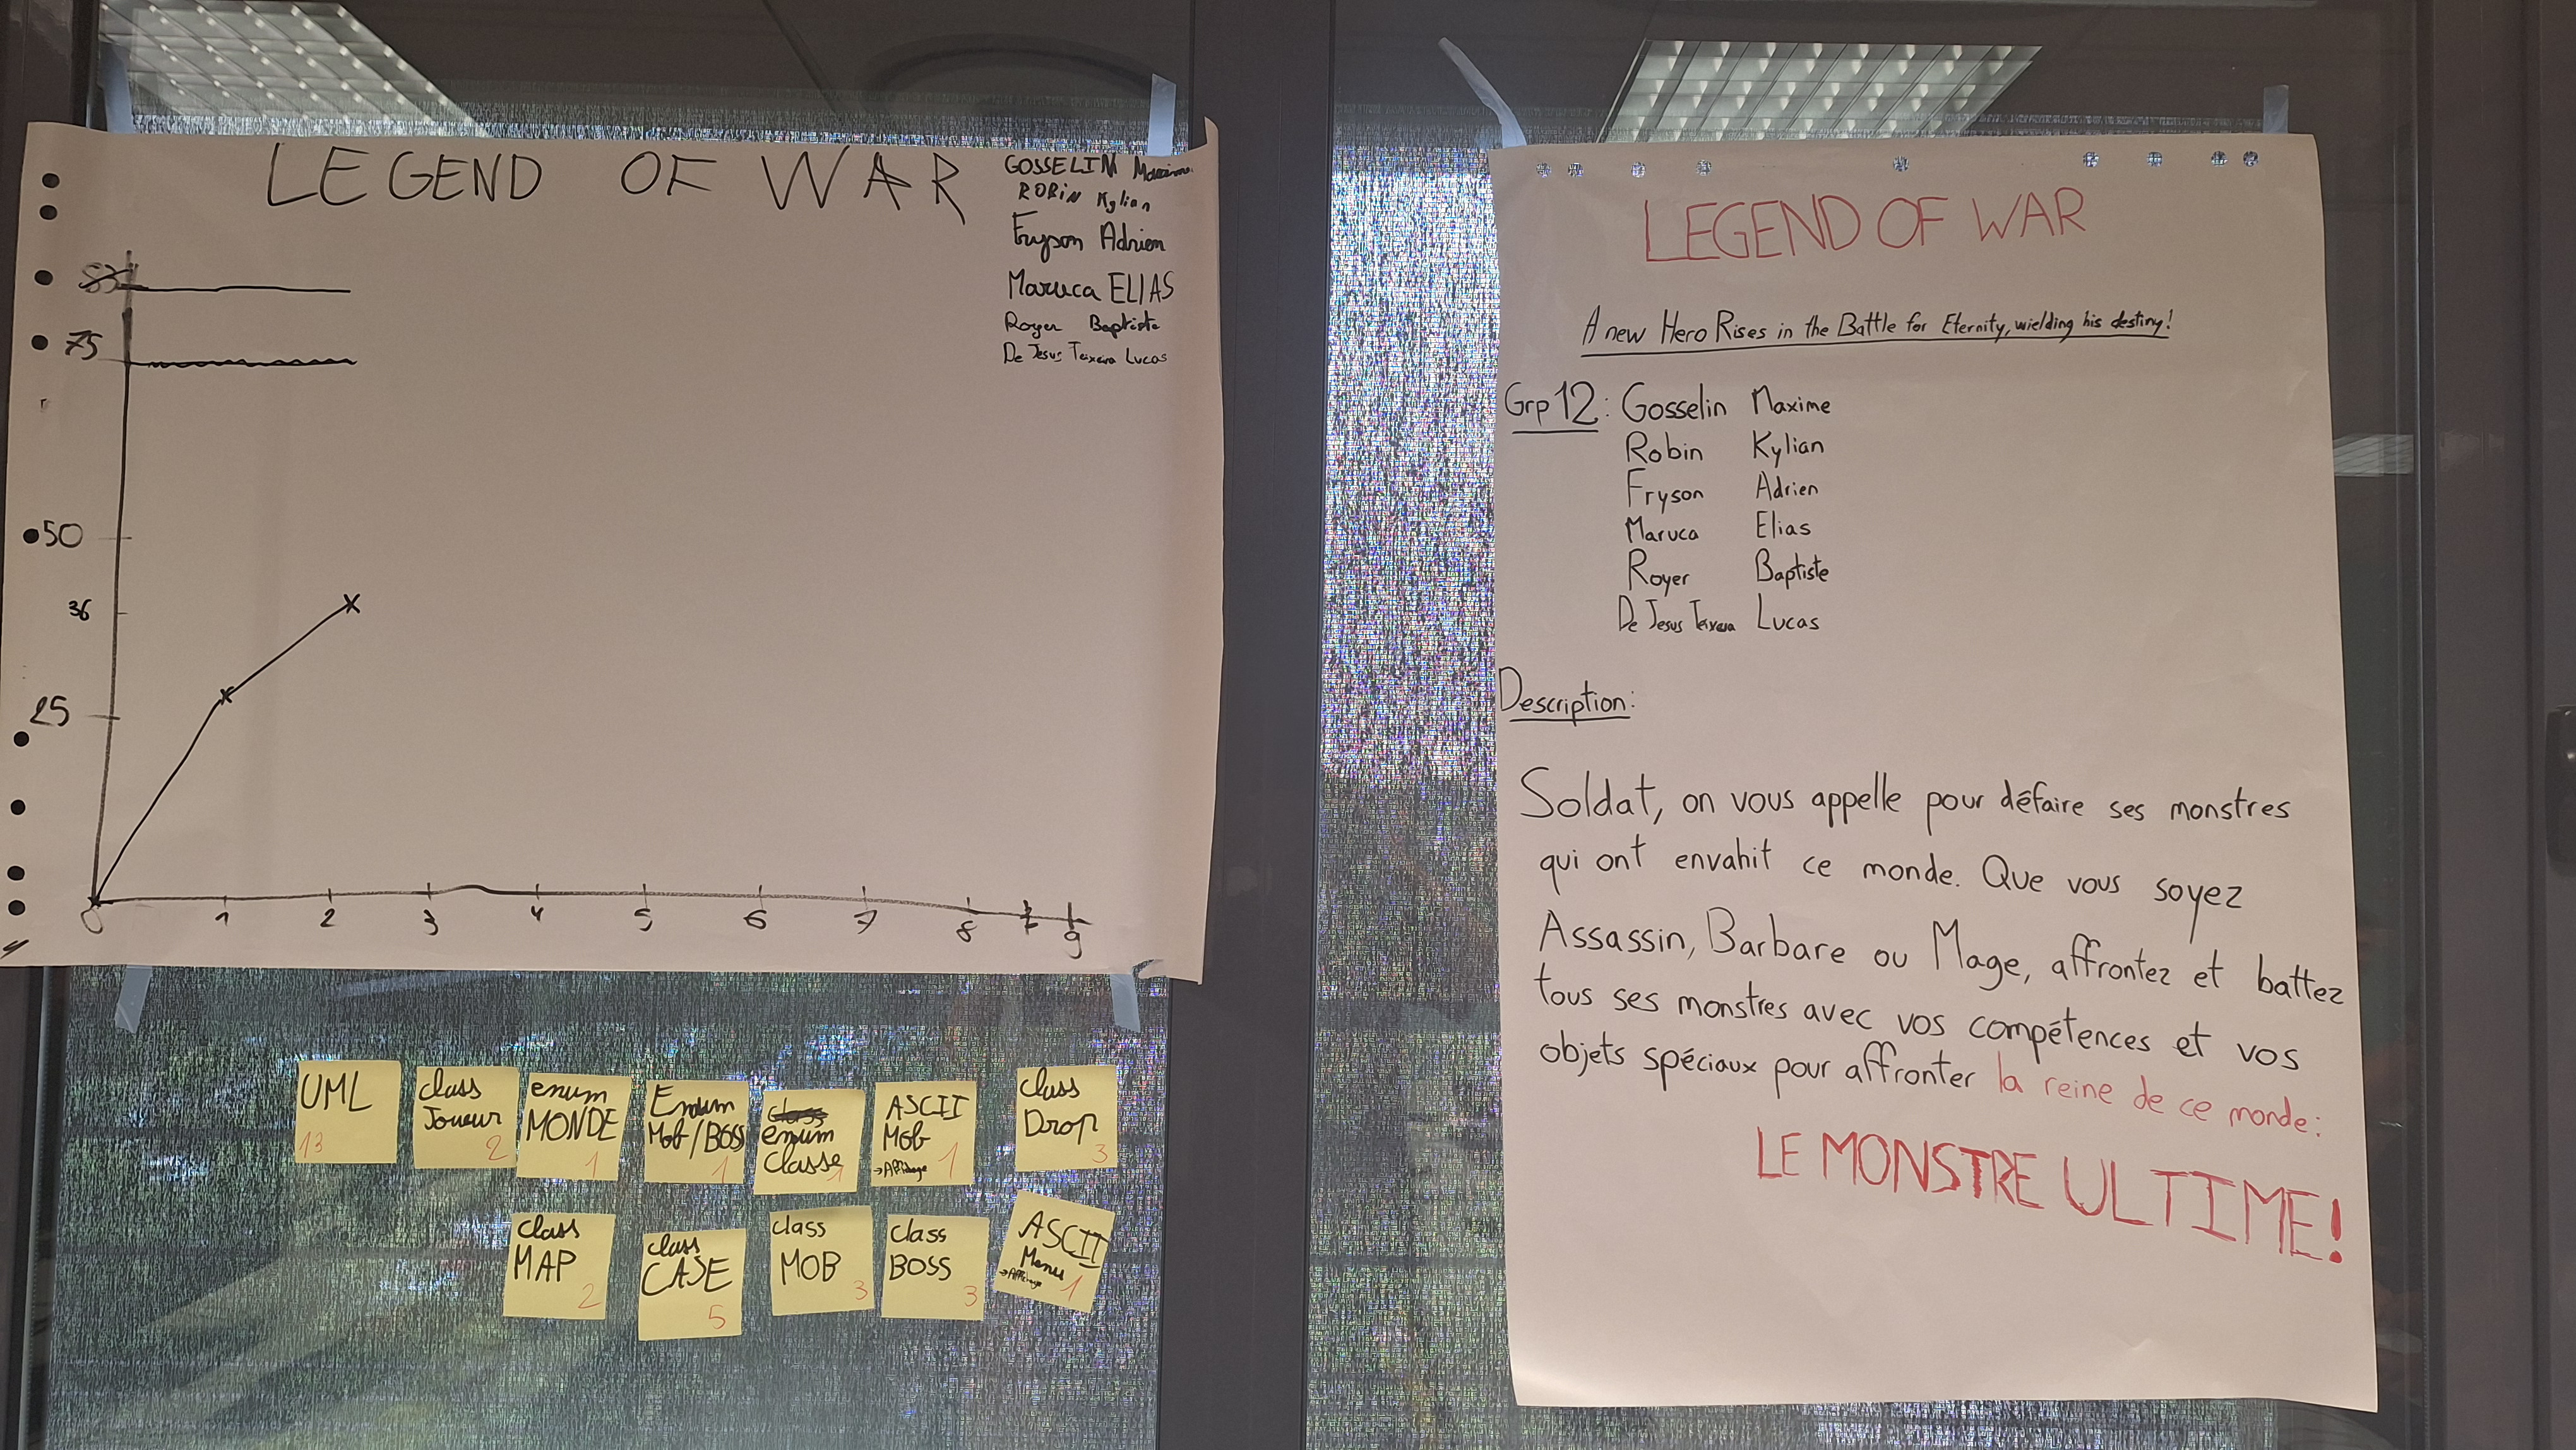 LEGEND OF WAR
GOSSELIN Maxime
ROBIN Kylian
Fryson Adrien
Maruca ELIAS
Royer Baptiste
De Jesus Teixeira Lucas
75
50
36
25
0 1 2 3 4 5 6 7 8 9
UML
13
class
Joueur
2
enum
MONDE
1
Enum
Mob/BOSS
1
class
enum
Classe
1
ASCII
Mob
→Affichage
1
class
Drop
3
class
MAP
2
class
CASE
5
class
MOB
3
class
BOSS
3
ASCII
Menu
→Affichage
1
LEGEND OF WAR
A new Hero Rises in the Battle for Eternity, wielding his destiny!
Grp 12: Gosselin Maxime
Robin Kylian
Fryson Adrien
Maruca Elias
Royer Baptiste
De Jesus Teixeira Lucas
Description:
Soldat, on vous appelle pour défaire ses monstres
qui ont envahit ce monde. Que vous soyez
Assassin, Barbare ou Mage, affrontez et battez
tous ses monstres avec vos compétences et vos
objets spéciaux pour affronter la reine de ce monde:
LE MONSTRE ULTIME!